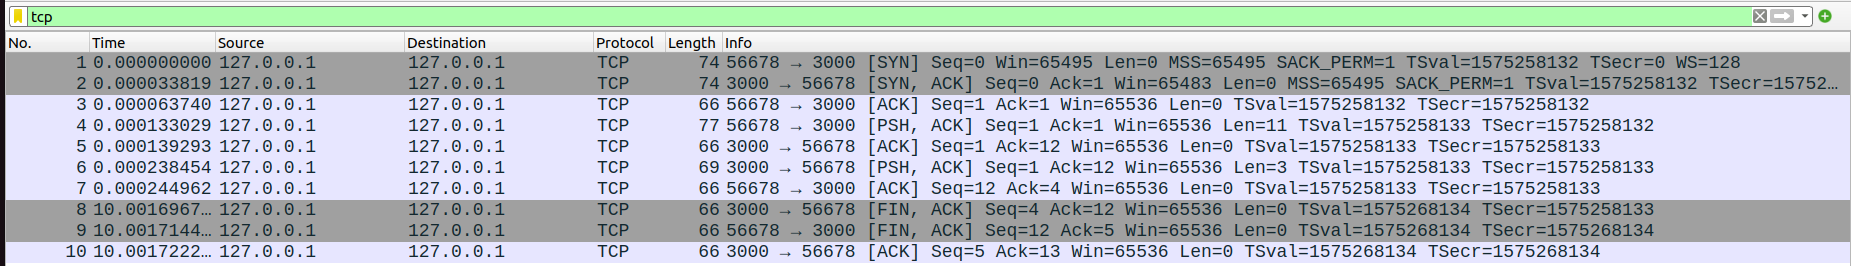 tcp
No. Time Source Destination Protocol Length Info
1 0.000000000 127.0.0.1 127.0.0.1 TCP 74 56678 → 3000 [SYN] Seq=0 Win=65495 Len=0 MSS=65495 SACK_PERM=1 TSval=1575258132 TSecr=0 WS=128
2 0.000033819 127.0.0.1 127.0.0.1 TCP 74 3000 → 56678 [SYN, ACK] Seq=0 Ack=1 Win=65483 Len=0 MSS=65495 SACK_PERM=1 TSval=1575258132 TSecr=15752…
3 0.000063740 127.0.0.1 127.0.0.1 TCP 66 56678 → 3000 [ACK] Seq=1 Ack=1 Win=65536 Len=0 TSval=1575258132 TSecr=1575258132
4 0.000133029 127.0.0.1 127.0.0.1 TCP 77 56678 → 3000 [PSH, ACK] Seq=1 Ack=1 Win=65536 Len=11 TSval=1575258133 TSecr=1575258132
5 0.000139293 127.0.0.1 127.0.0.1 TCP 66 3000 → 56678 [ACK] Seq=1 Ack=12 Win=65536 Len=0 TSval=1575258133 TSecr=1575258133
6 0.000238454 127.0.0.1 127.0.0.1 TCP 69 3000 → 56678 [PSH, ACK] Seq=1 Ack=12 Win=65536 Len=3 TSval=1575258133 TSecr=1575258133
7 0.000244962 127.0.0.1 127.0.0.1 TCP 66 56678 → 3000 [ACK] Seq=12 Ack=4 Win=65536 Len=0 TSval=1575258133 TSecr=1575258133
8 10.0016967… 127.0.0.1 127.0.0.1 TCP 66 3000 → 56678 [FIN, ACK] Seq=4 Ack=12 Win=65536 Len=0 TSval=1575268134 TSecr=1575258133
9 10.0017144… 127.0.0.1 127.0.0.1 TCP 66 56678 → 3000 [FIN, ACK] Seq=12 Ack=5 Win=65536 Len=0 TSval=1575268134 TSecr=1575268134
10 10.0017222… 127.0.0.1 127.0.0.1 TCP 66 3000 → 56678 [ACK] Seq=5 Ack=13 Win=65536 Len=0 TSval=1575268134 TSecr=1575268134